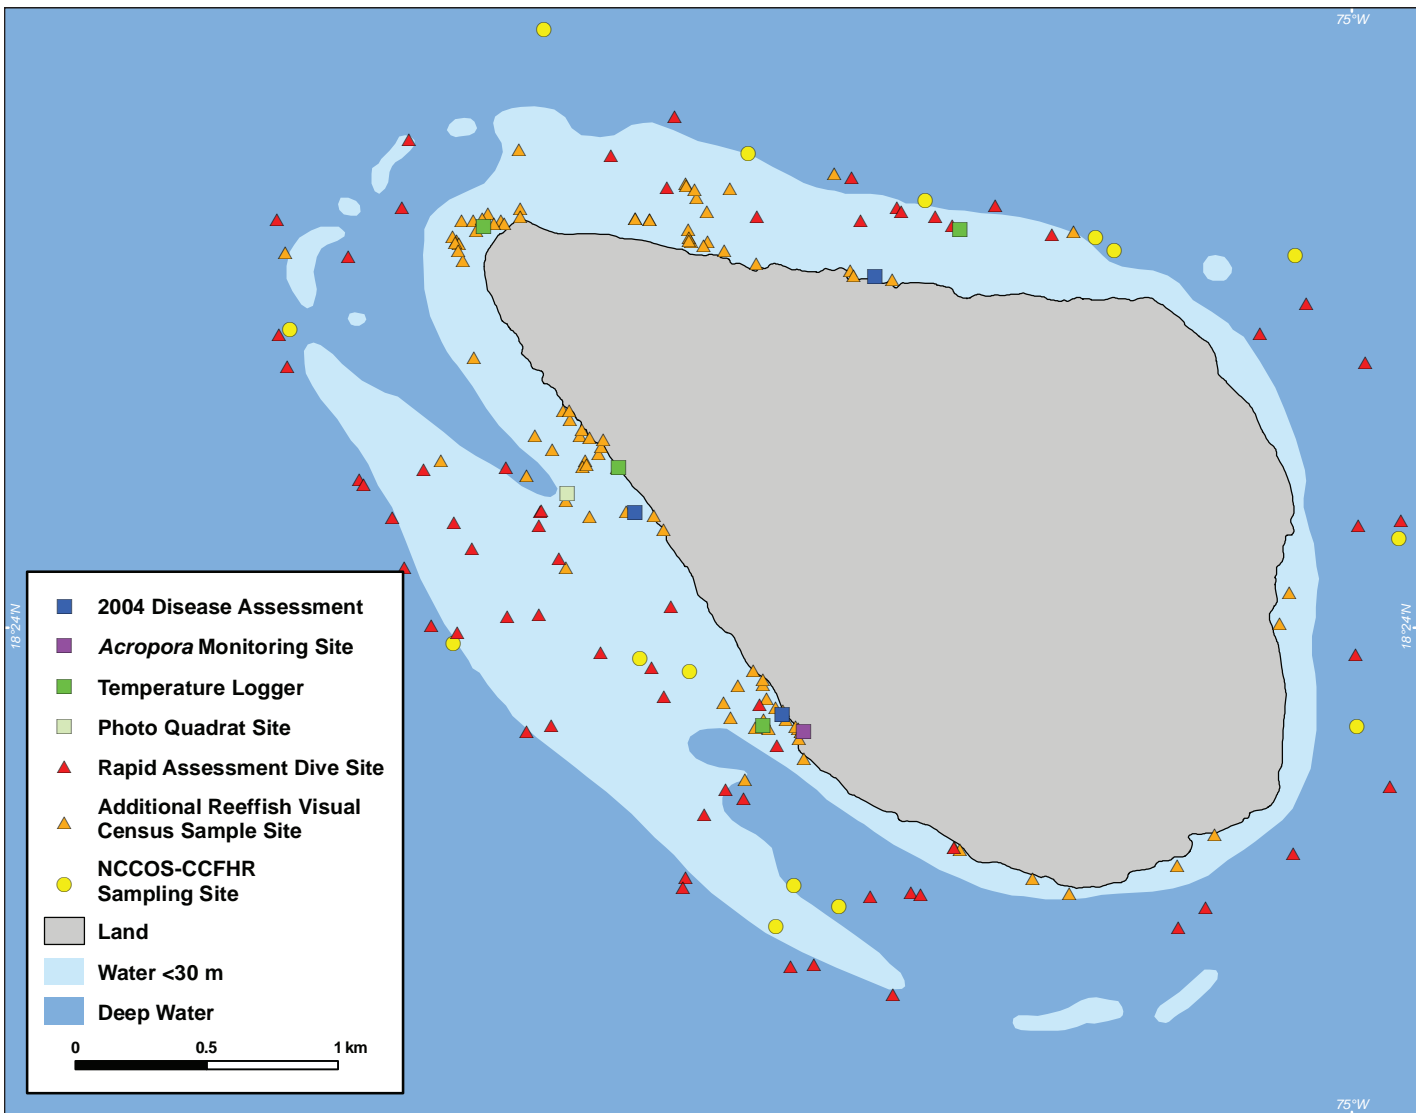 75°W
18°24'N
18°24'N
2004 Disease Assessment
Acropora Monitoring Site
Temperature Logger
Photo Quadrat Site
Rapid Assessment Dive Site
Additional Reeffish Visual
Census Sample Site
NCCOS-CCFHR
Sampling Site
Land
Water <30 m
Deep Water
0 0.5 1 km
75°W